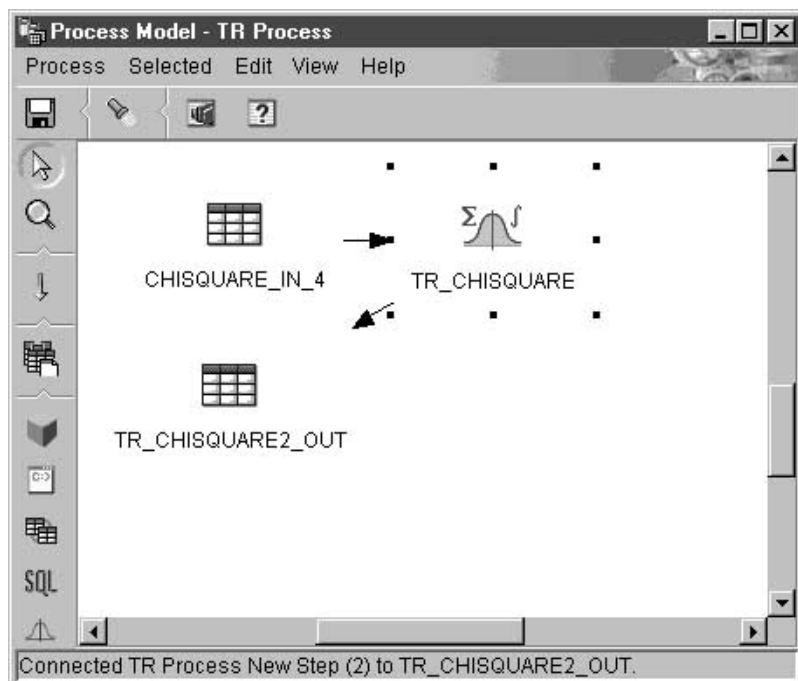 Process Model - TR Process
Process Selected Edit View Help
CHISQUARE_IN_4
Σ ∫
TR_CHISQUARE
TR_CHISQUARE2_OUT
C:>
SQL
Connected TR Process New Step (2) to TR_CHISQUARE2_OUT.